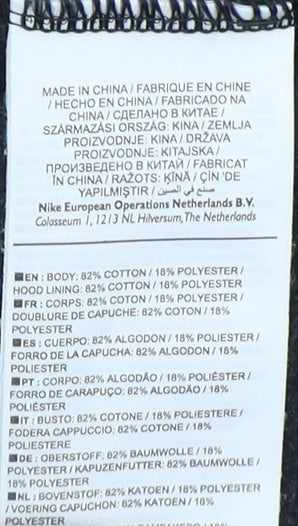 MADE IN CHINA / FABRIQUE EN CHINE
/ HECHO EN CHINA / FABRICADO NA
CHINA / СДЕЛАНО В КИТАЕ /
SZÁRMAZÁSI ORSZÁG: KINA / ZEMLJA
PROIZVODNJE: KINA / DRŽAVA
PROIZVODNJE: KITAJSKA /
ПРОИЗВЕДЕНО В КИТАЙ / FABRICAT
ÎN CHINA / RAŽOTS: ĶĪNĀ / ÇİN 'DE
YAPILMIŞTIR / صنع في الصين
Nike European Operations Netherlands B.V.
Colosseum 1, 1213 NL Hilversum, The Netherlands
EN : BODY: 82% COTTON / 18% POLYESTER /
HOOD LINING: 82% COTTON / 18% POLYESTER
FR : CORPS: 82% COTON / 18% POLYESTER /
DOUBLURE DE CAPUCHE: 82% COTON / 18%
POLYESTER
ES : CUERPO: 82% ALGODON / 18% POLIESTER /
FORRO DE LA CAPUCHA: 82% ALGODON / 18%
POLIESTER
PT : CORPO: 82% ALGODÃO / 18% POLIÉSTER /
FORRO DE CARAPUÇO: 82% ALGODÃO / 18%
POLIÉSTER
IT : BUSTO: 82% COTONE / 18% POLIESTERE /
FODERA CAPPUCCIO: 82% COTONE / 18%
POLIESTERE
DE : OBERSTOFF: 82% BAUMWOLLE / 18%
POLYESTER / KAPUZENFUTTER: 82% BAUMWOLLE /
18% POLYESTER
NL : BOVENSTOF: 82% KATOEN / 18% POLYESTER
/ VOERING CAPUCHON: 82% KATOEN / 18%
POLYESTER